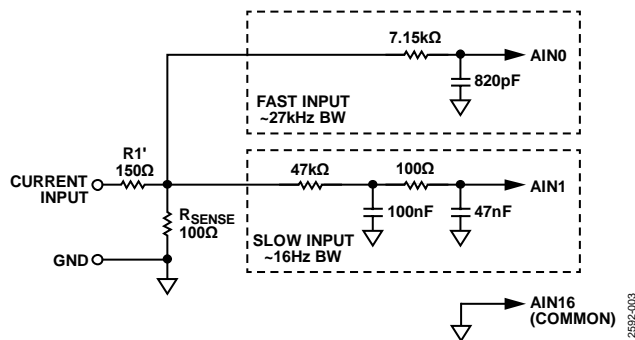 7.15kΩ
AIN0
820pF
FAST INPUT
~27kHz BW
R1'
150Ω
47kΩ
100Ω
CURRENT
INPUT
AIN1
RSENSE
100Ω
100nF
47nF
SLOW INPUT
~16Hz BW
GND
AIN16
(COMMON)
2592-003